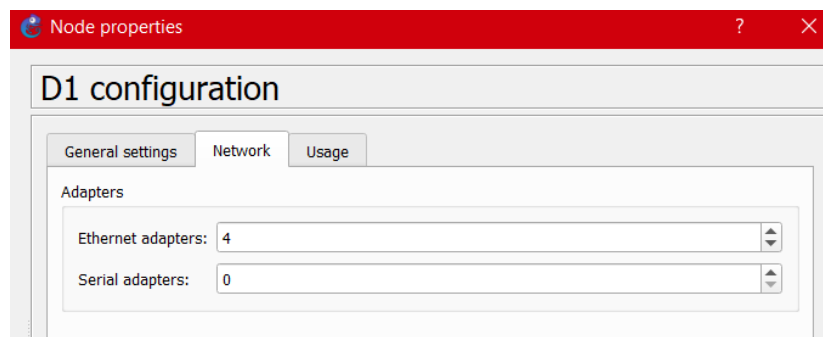 Node properties ?
D1 configuration
General settings Network Usage
Adapters
Ethernet adapters: 4
Serial adapters: 0